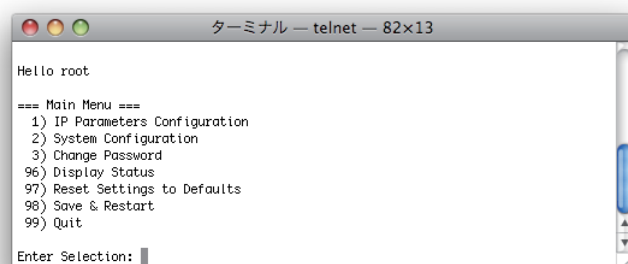 ターミナル — telnet — 82×13
Hello root
=== Main Menu ===
1) IP Parameters Configuration
2) System Configuration
3) Change Password
96) Display Status
97) Reset Settings to Defaults
98) Save & Restart
99) Quit
Enter Selection: